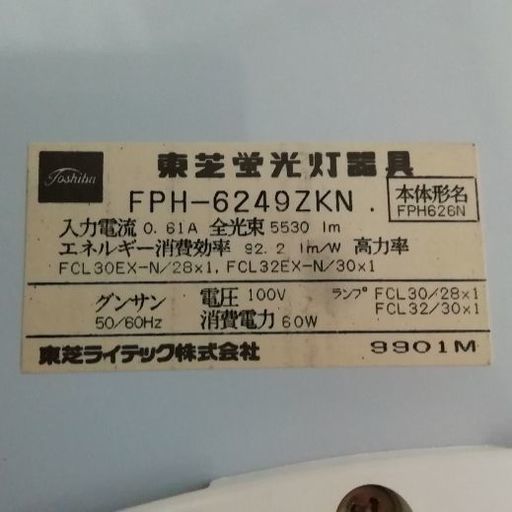 Toshiba
東芝蛍光灯器具
FPH-6249ZKN
本体形名
FPH626N
入力電流 0.61A 全光束 5530 lm
エネルギー消費効率 92.2 lm/W 高力率
FCL30EX-N/28×1, FCL32EX-N/30×1
グンサン
50/60Hz
電圧 100V
消費電力 60W
ランプ FCL30/28×1
FCL32/30×1
東芝ライテック株式会社
9901M